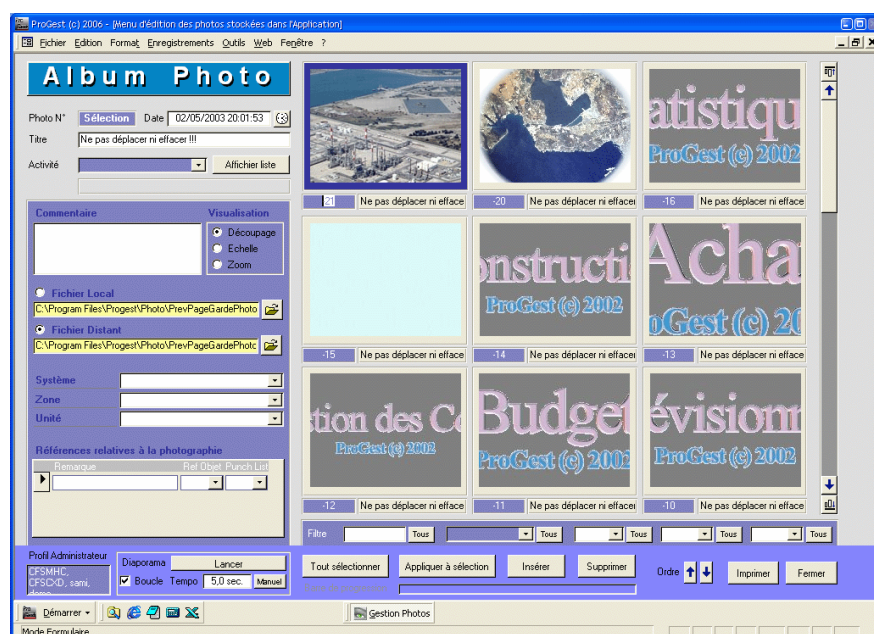 ProGest (c) 2006 - [Menu d'édition des photos stockées dans l'Application]
Fichier Edition Format Enregistrements Outils Web Fenêtre ?
Album Photo
Photo N° Sélection Date 02/05/2003 20:01:53
Titre Ne pas déplacer ni effacer !!!
Activité Afficher liste
Commentaire Visualisation
Découpage
Echelle
Zoom
Fichier Local
C:\Program Files\Progest\Photo\PrevPageGardePhoto
Fichier Distant
C:\Program Files\Progest\Photo\PrevPageGardePhoto
Système
Zone
Unité
Références relatives à la photographie
Remarque Ref Objet Punch List
atistiqu
ProGest (c) 2002
21 Ne pas déplacer ni efface
-20 Ne pas déplacer ni effacer
-16 Ne pas déplacer ni efface
onstructi
ProGest (c) 2002
Acha
oGest (c) 20
-15 Ne pas déplacer ni efface
-14 Ne pas déplacer ni effacer
-13 Ne pas déplacer ni efface
tion des Co
ProGest (c) 2002
Budget
ProGest (c) 2002
évisionn
ProGest (c) 2002
-12 Ne pas déplacer ni efface
-11 Ne pas déplacer ni effacer
-10 Ne pas déplacer ni efface
Filtre Tous Tous Tous Tous Tous
Profil Administrateur
CFSMHC,
CFSCXD, sami,
Diaporama Lancer
Boucle Tempo 5,0 sec. Manuel
Tout sélectionner Appliquer à sélection Insérer Supprimer
Ordre Imprimer Fermer
Démarrer Gestion Photos
Mode Formulaire